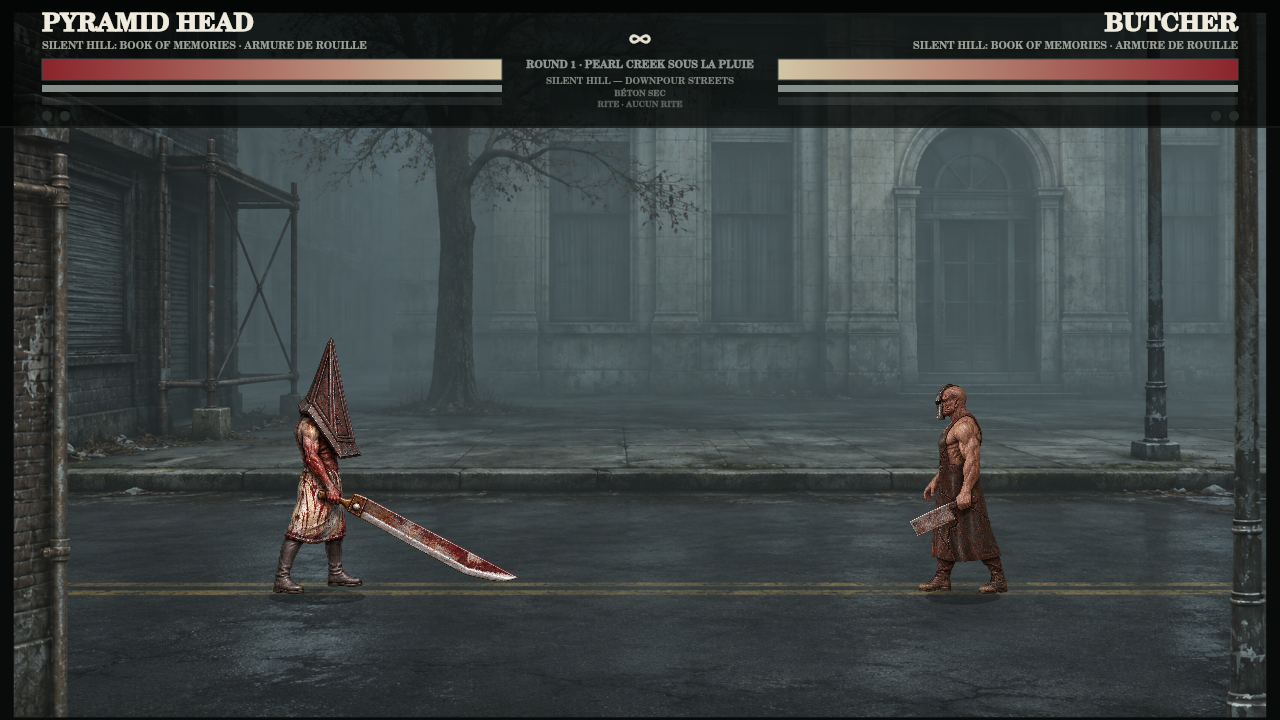 PYRAMID HEAD
SILENT HILL: BOOK OF MEMORIES · ARMURE DE ROUILLE
∞
ROUND 1 · PEARL CREEK SOUS LA PLUIE
SILENT HILL — DOWNPOUR STREETS
BÉTON SEC
RITE · AUCUN RITE
BUTCHER
SILENT HILL: BOOK OF MEMORIES · ARMURE DE ROUILLE